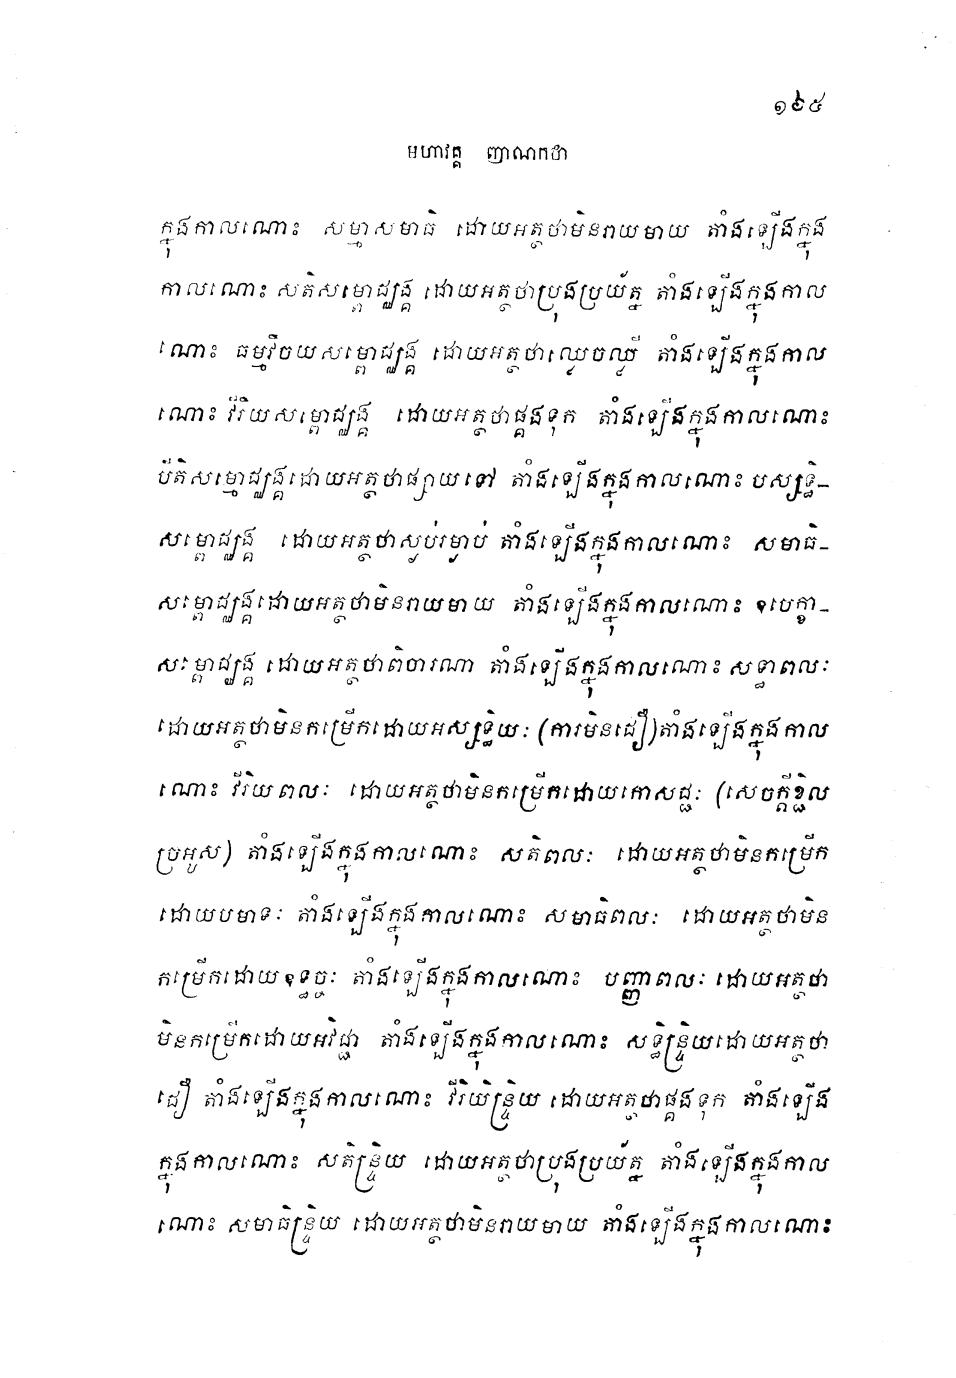 ១៦៥
មហាវគ្គ ញាណកថា
ក្នុងកាលណោះ សម្មាសមាធិ ដោយអត្ថថាមិនរាយមាយ តាំងឡើងក្នុង
កាលណោះ សតិសម្ពោជ្ឈង្គ ដោយអត្ថថាប្រុងប្រយ័ត្ន តាំងឡើងក្នុងកាល
ណោះ ធម្មវិចយសម្ពោជ្ឈង្គ ដោយអត្ថថាឈ្វេចឈ្វី តាំងឡើងក្នុងកាល
ណោះ វីរិយសម្ពោជ្ឈង្គ ដោយអត្ថថាផ្គងទុក តាំងឡើងក្នុងកាលណោះ
បីតិសម្ពោជ្ឈង្គដោយអត្ថថាផ្សាយទៅ តាំងឡើងក្នុងកាលណោះ បស្សទ្ធិ–
សម្ពោជ្ឈង្គ ដោយអត្ថថាស្ងប់រម្ងាប់ តាំងឡើងក្នុងកាលណោះ សមាធិ–
សម្ពោជ្ឈង្គដោយអត្ថថាមិនរាយមាយ តាំងឡើងក្នុងកាលណោះ ឧបេក្ខា–
សម្ពោជ្ឈង្គ ដោយអត្ថថាពិចារណា តាំងឡើងក្នុងកាលណោះ សទ្ធាពលៈ
ដោយអត្ថថាមិនកម្រើកដោយអស្សទ្ធិយៈ (ការមិនជឿ) តាំងឡើងក្នុងកាល
ណោះ វីរិយពលៈ ដោយអត្ថថាមិនកម្រើកដោយកោសជ្ជៈ (សេចក្តីខ្ជិល
ច្រអូស) តាំងឡើងក្នុងកាលណោះ សតិពលៈ ដោយអត្ថថាមិនកម្រើក
ដោយបមាទៈ តាំងឡើងក្នុងកាលណោះ សមាធិពលៈ ដោយអត្ថថាមិន
កម្រើកដោយឧទ្ធច្ចៈ តាំងឡើងក្នុងកាលណោះ បញ្ញាពលៈ ដោយអត្ថថា
មិនកម្រើកដោយអវិជ្ជា តាំងឡើងក្នុងកាលណោះ សទ្ធិន្ទ្រិយដោយអត្ថថា
ជឿ តាំងឡើងក្នុងកាលណោះ វីរិយិន្ទ្រិយ ដោយអត្ថថាផ្គងទុក តាំងឡើង
ក្នុងកាលណោះ សតិន្ទ្រិយ ដោយអត្ថថាប្រុងប្រយ័ត្ន តាំងឡើងក្នុងកាល
ណោះ សមាធិន្ទ្រិយ ដោយអត្ថថាមិនរាយមាយ តាំងឡើងក្នុងកាលណោះ